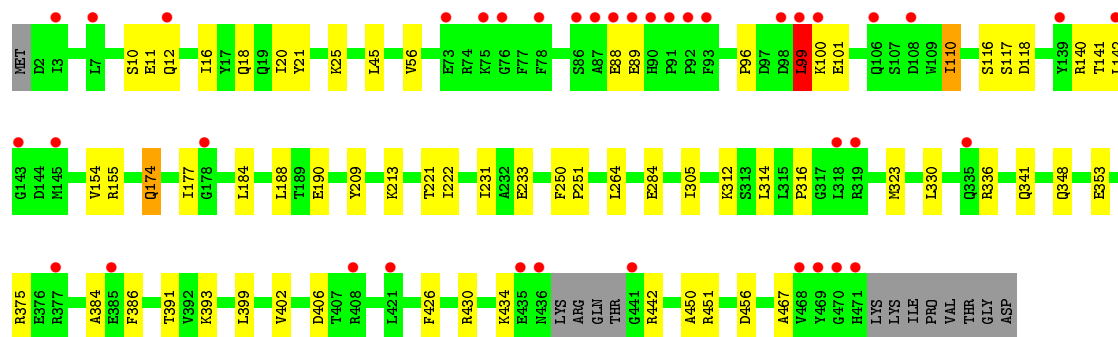 MET D2 I3 L7 S10 E11 Q12 I16 Y17 Q18 Q19 I20 Y21 K25 L45 V56 E73 R74 K75 G76 F77 F78 S86 A87 E88 E89 H90 P91 P92 F93 P96 D97 D98 L99 K100 E101 Q106 S107 D108 W109 I110 S116 S117 D118 Y139 R140 T141 L142
G143 D144 M145 V154 R155 Q174 I177 G178 L184 L188 T189 E190 Y209 K213 T221 I222 I231 A232 E233 F250 P251 L264 E284 I305 K312 S313 L314 L315 P316 G317 L318 R319 M323 L330 Q335 R336 Q341 Q348 E353
R375 E376 R377 A384 E385 F386 T391 V392 K393 L399 V402 D406 T407 R408 L421 F426 R430 K434 E435 N436 LYS ARG GLN THR G441 R442 A450 R451 D456 A467 V468 Y469 G470 H471 LYS LYS ILE PRO VAL THR GLY ASP